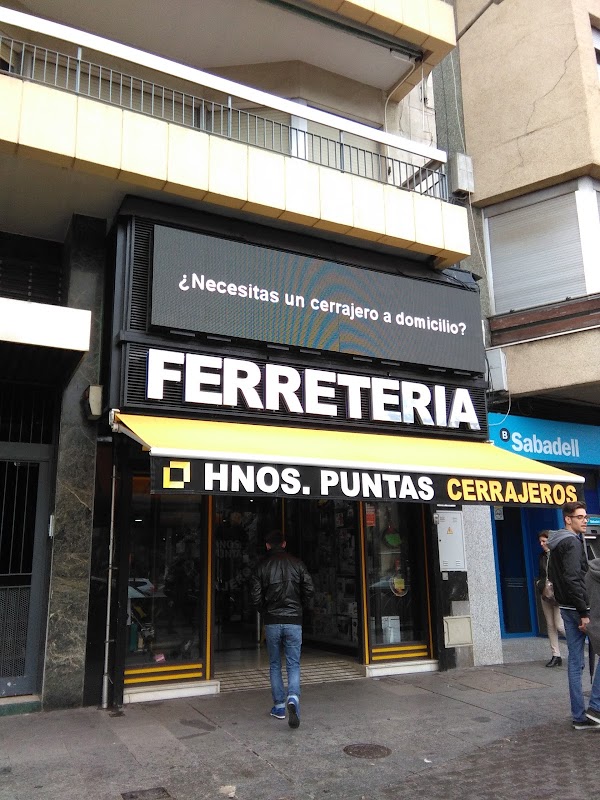 ¿Necesitas un cerrajero a domicilio?
FERRETERIA
HNOS. PUNTAS CERRAJEROS
B Sabadell